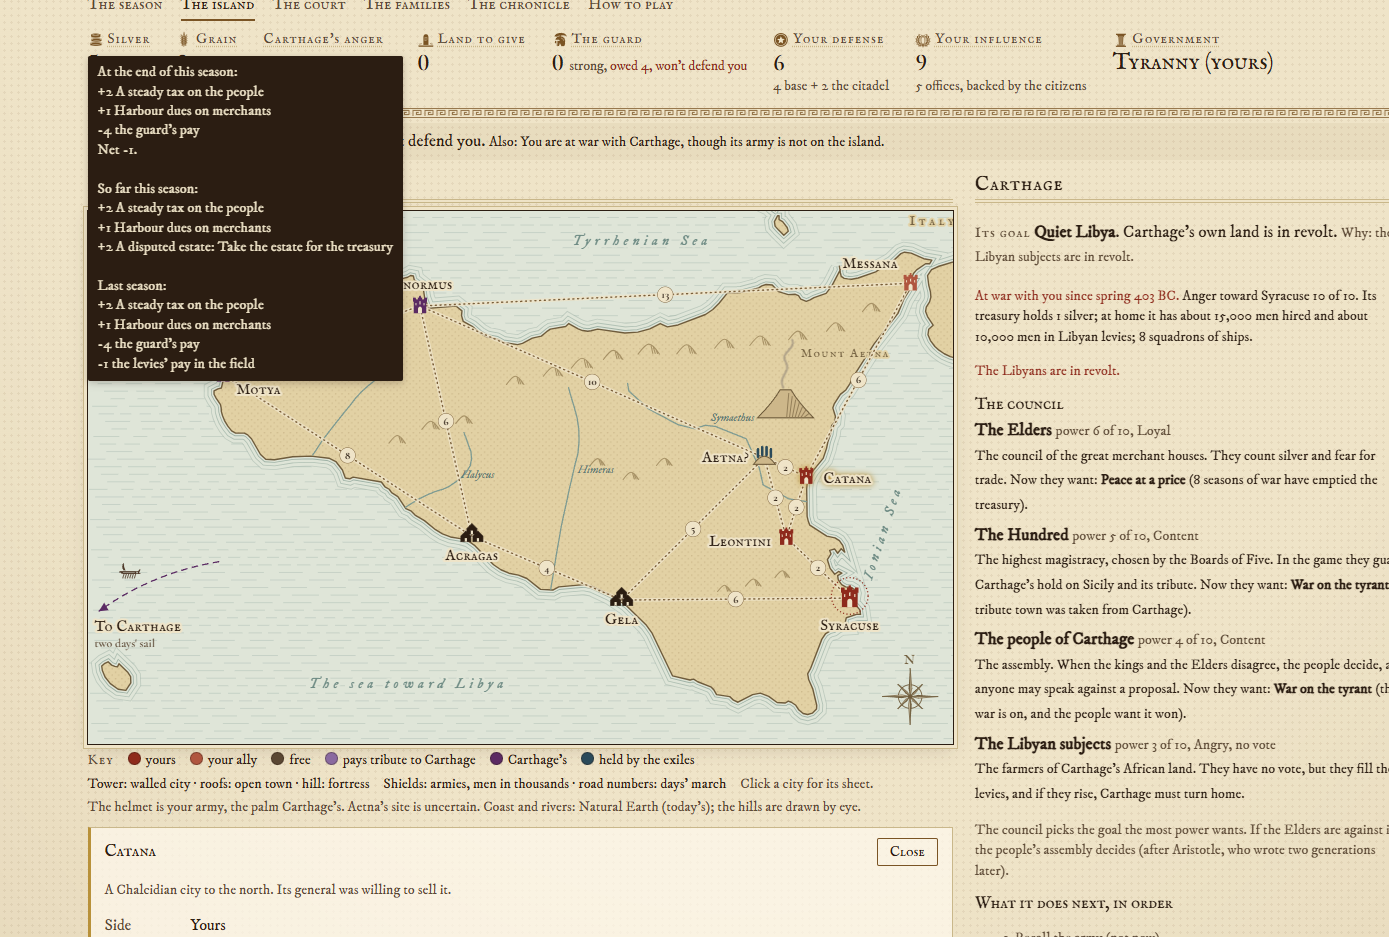 The season The island The court The families The chronicle How to play
Silver Grain Carthage's anger Land to give The guard Your defense Your influence Government
0 0 strong, owed 4, won't defend you 6 9 Tyranny (yours)
4 base + 2 the citadel 5 offices, backed by the citizens
At the end of this season:
+2 A steady tax on the people
+1 Harbour dues on merchants
-4 the guard's pay
Net -1.
So far this season:
+2 A steady tax on the people
+1 Harbour dues on merchants
+2 A disputed estate: Take the estate for the treasury
Last season:
+2 A steady tax on the people
+1 Harbour dues on merchants
-4 the guard's pay
-1 the levies' pay in the field
defend you. Also: You are at war with Carthage, though its army is not on the island.
Italy
Tyrrhenian Sea
Messana
normus
13
Mount Aetna
10
6
Motya
Symaethus
6
8
Aetna?
2
Catana
Halycus
Himeras
2
2
Ionian Sea
5
Leontini
Acragas
4
2
6
Gela
Syracuse
To Carthage
two days' sail
N
The sea toward Libya
Key yours your ally free pays tribute to Carthage Carthage's held by the exiles
Tower: walled city · roofs: open town · hill: fortress Shields: armies, men in thousands · road numbers: days' march Click a city for its sheet.
The helmet is your army, the palm Carthage's. Aetna's site is uncertain. Coast and rivers: Natural Earth (today's); the hills are drawn by eye.
Catana
Close
A Chalcidian city to the north. Its general was willing to sell it.
Side Yours
Carthage
Its goal Quiet Libya. Carthage's own land is in revolt. Why: the
Libyan subjects are in revolt.
At war with you since spring 403 BC. Anger toward Syracuse 10 of 10. Its
treasury holds 1 silver; at home it has about 15,000 men hired and about
10,000 men in Libyan levies; 8 squadrons of ships.
The Libyans are in revolt.
The council
The Elders power 6 of 10, Loyal
The council of the great merchant houses. They count silver and fear for
trade. Now they want: Peace at a price (8 seasons of war have emptied the
treasury).
The Hundred power 5 of 10, Content
The highest magistracy, chosen by the Boards of Five. In the game they gua
Carthage's hold on Sicily and its tribute. Now they want: War on the tyrant
tribute town was taken from Carthage).
The people of Carthage power 4 of 10, Content
The assembly. When the kings and the Elders disagree, the people decide, a
anyone may speak against a proposal. Now they want: War on the tyrant (th
war is on, and the people want it won).
The Libyan subjects power 3 of 10, Angry, no vote
The farmers of Carthage's African land. They have no vote, but they fill the
levies, and if they rise, Carthage must turn home.
The council picks the goal the most power wants. If the Elders are against i
the people's assembly decides (after Aristotle, who wrote two generations
later).
What it does next, in order
Recall the army (not now)